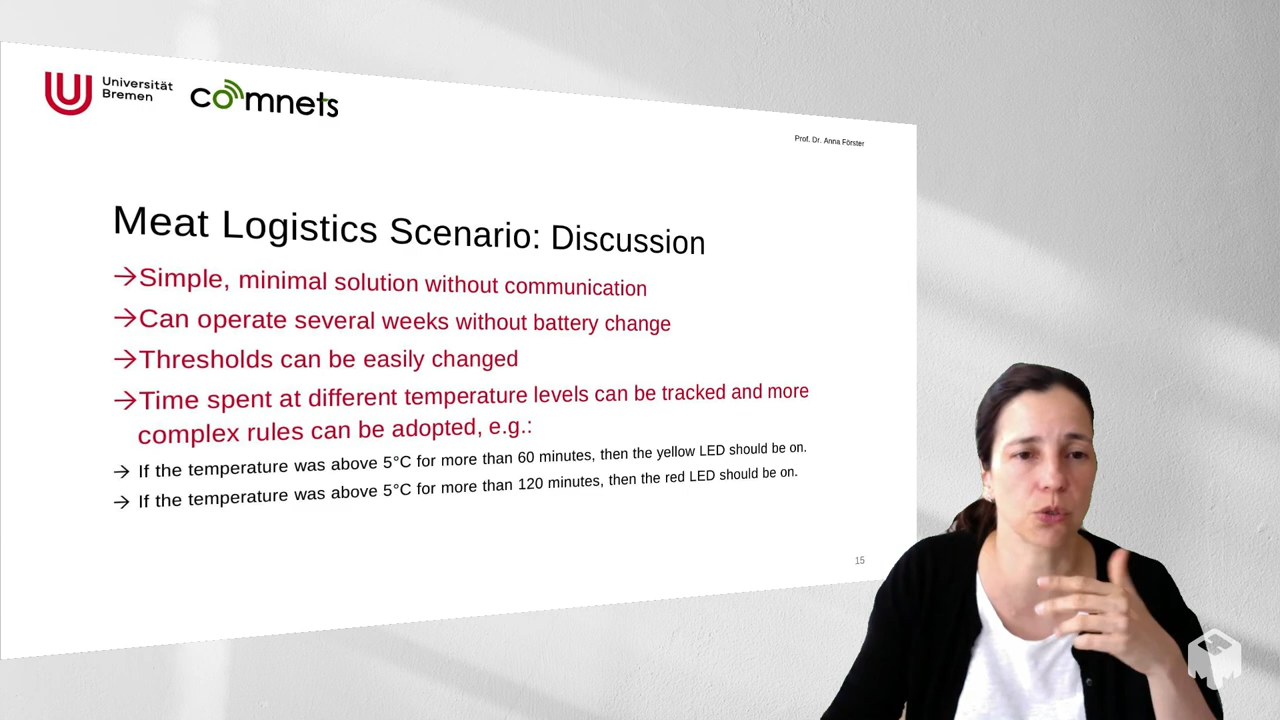 Universität
Bremen
comnets
Prof. Dr. Anna Förster
Meat Logistics Scenario: Discussion
→Simple, minimal solution without communication
→Can operate several weeks without battery change
→Thresholds can be easily changed
→Time spent at different temperature levels can be tracked and more
complex rules can be adopted, e.g.:
→ If the temperature was above 5°C for more than 60 minutes, then the yellow LED should be on.
→ If the temperature was above 5°C for more than 120 minutes, then the red LED should be on.
15